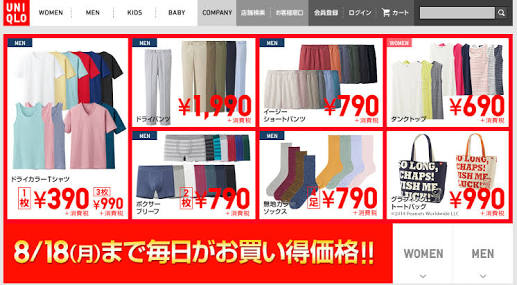 UNI
QLO
WOMEN MEN KIDS BABY COMPANY 店舗検索 お客様窓口 会員登録 ログイン カート
MEN
ドライカラーTシャツ
1枚 ¥390 +消費税
3枚 ¥990 +消費税
MEN
ドライパンツ
¥1,990
+消費税
MEN
イージー
ショートパンツ
¥790
+消費税
WOMEN
タンクトップ
¥690
+消費税
MEN
ボクサー
ブリーフ
2枚 ¥790
+消費税
MEN
無地カラー
ソックス
足 ¥790
+消費税
SO LONG,
CHAPS!
WISH ME
LUCK!
トートバッグ
©2014 Peanuts Worldwide LLC
¥990
+消費税
8/18(月)まで毎日がお買い得価格!!
WOMEN
MEN